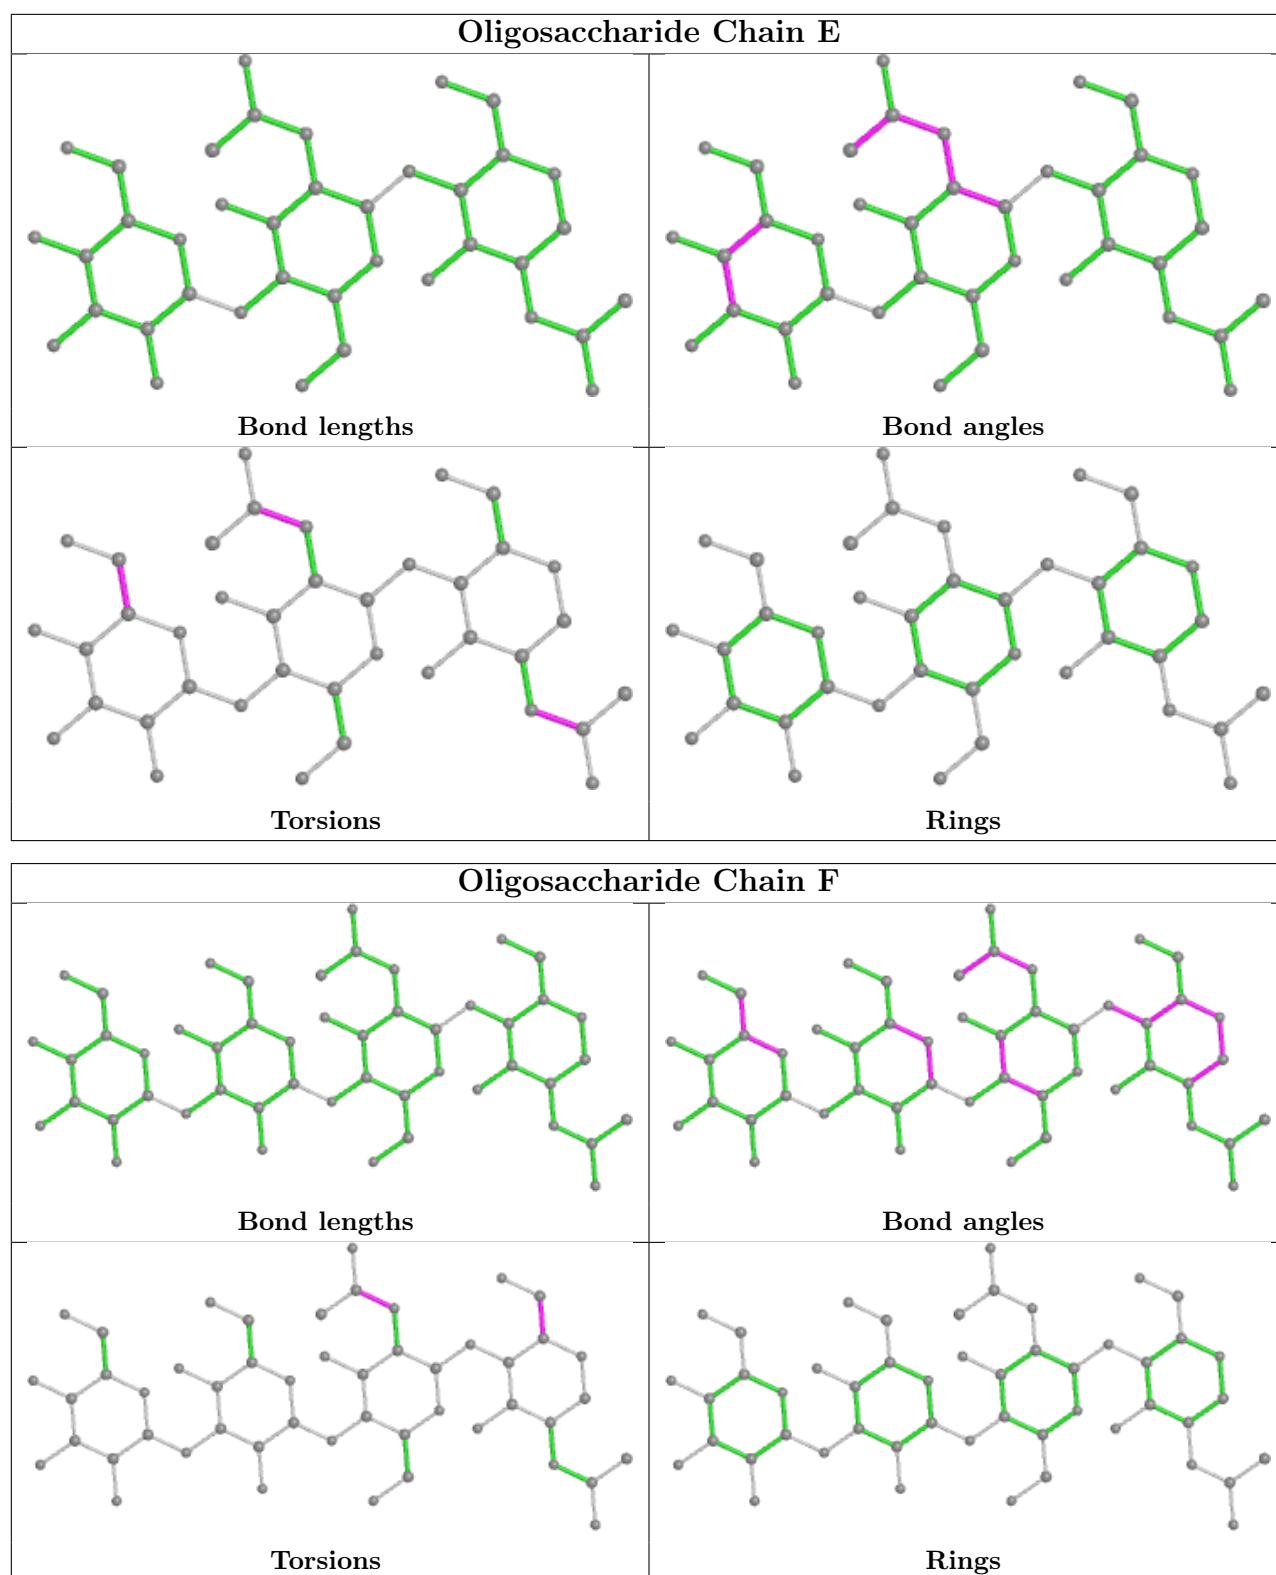 Oligosaccharide Chain E
Bond lengths
Bond angles
Torsions
Rings
Oligosaccharide Chain F
Bond lengths
Bond angles
Torsions
Rings